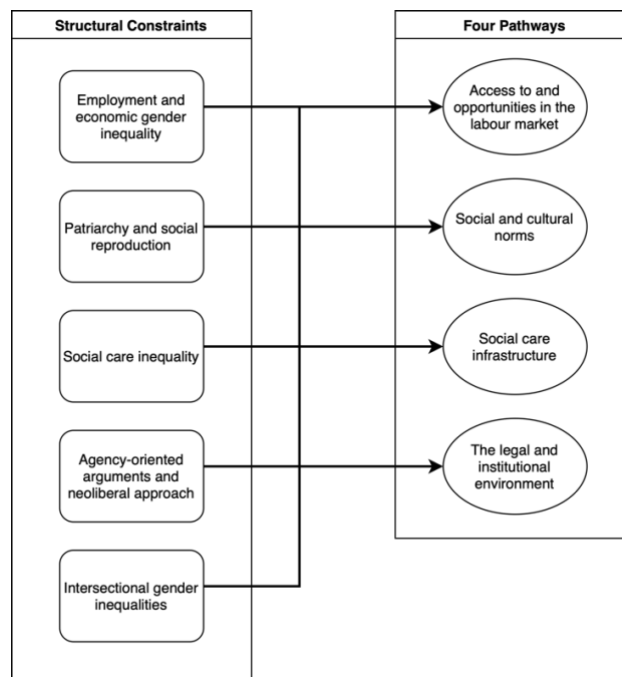 Structural Constraints
Four Pathways
Employment and
economic gender
inequality
Access to and
opportunities in the
labour market
Patriarchy and social
reproduction
Social and cultural
norms
Social care inequality
Social care
infrastructure
Agency-oriented
arguments and
neoliberal approach
The legal and
institutional
environment
Intersectional gender
inequalities